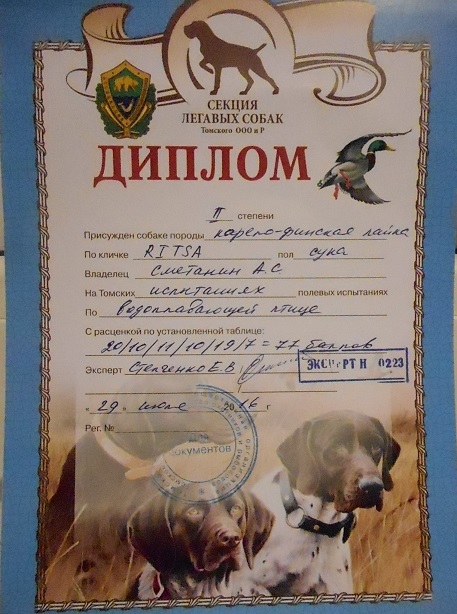 СЕКЦИЯ
ЛЕГАВЫХ СОБАК
Томского ООО и Р
ДИПЛОМ
II степени
Присужден собаке породы карело-финская лайка
По кличке RITSA пол сука
Владелец Сметанин А.С
На Томских испытаниях полевых испытаниях
По водоплавающей птице
С расценкой по установленной таблице:
20/10/11/10/19/7=77 баллов
Эксперт Степченко Е.В ЭКСПЕРТ Н 0223
"29" июле 2016 г
Рег. №
Для
документов